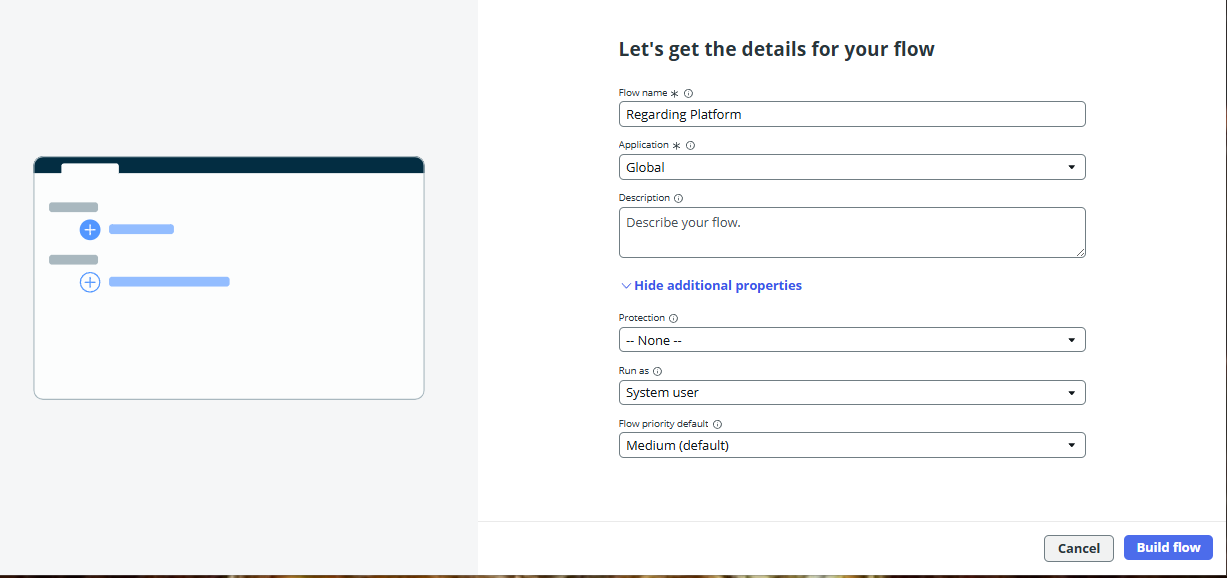 Let's get the details for your flow
Flow name *
Regarding Platform
Application *
Global
Description
Describe your flow.
Hide additional properties
Protection
-- None --
Run as
System user
Flow priority default
Medium (default)
Cancel
Build flow